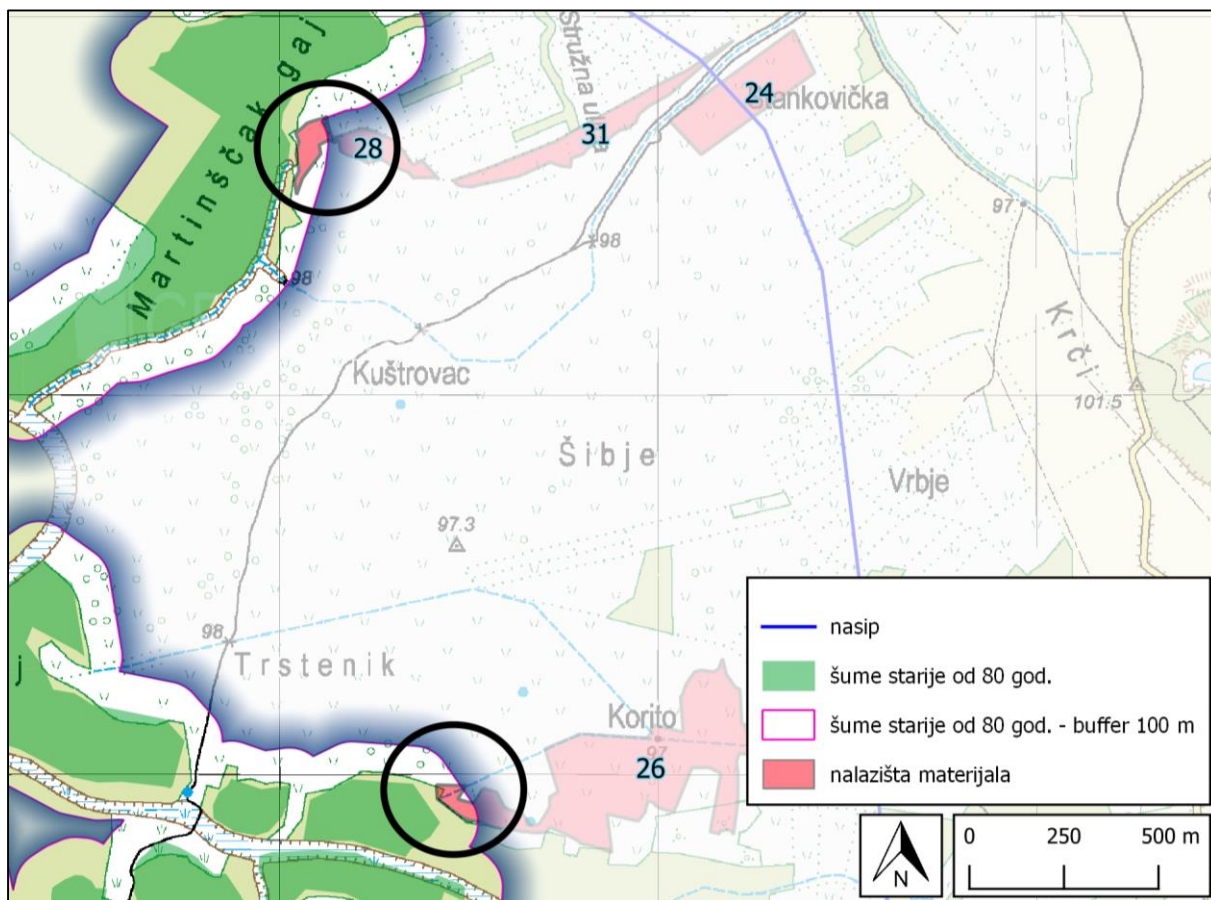 Martinščak gaj
28
Stružna u
31
24
Stankovička
97
98
98
Krči
Kuštrovac
101.5
Šibje
Vrbje
97.3
98
Trstenik
j
Korito
97
26
nasip
šume starije od 80 god.
šume starije od 80 god. - buffer 100 m
nalazišta materijala
N
0 250 500 m